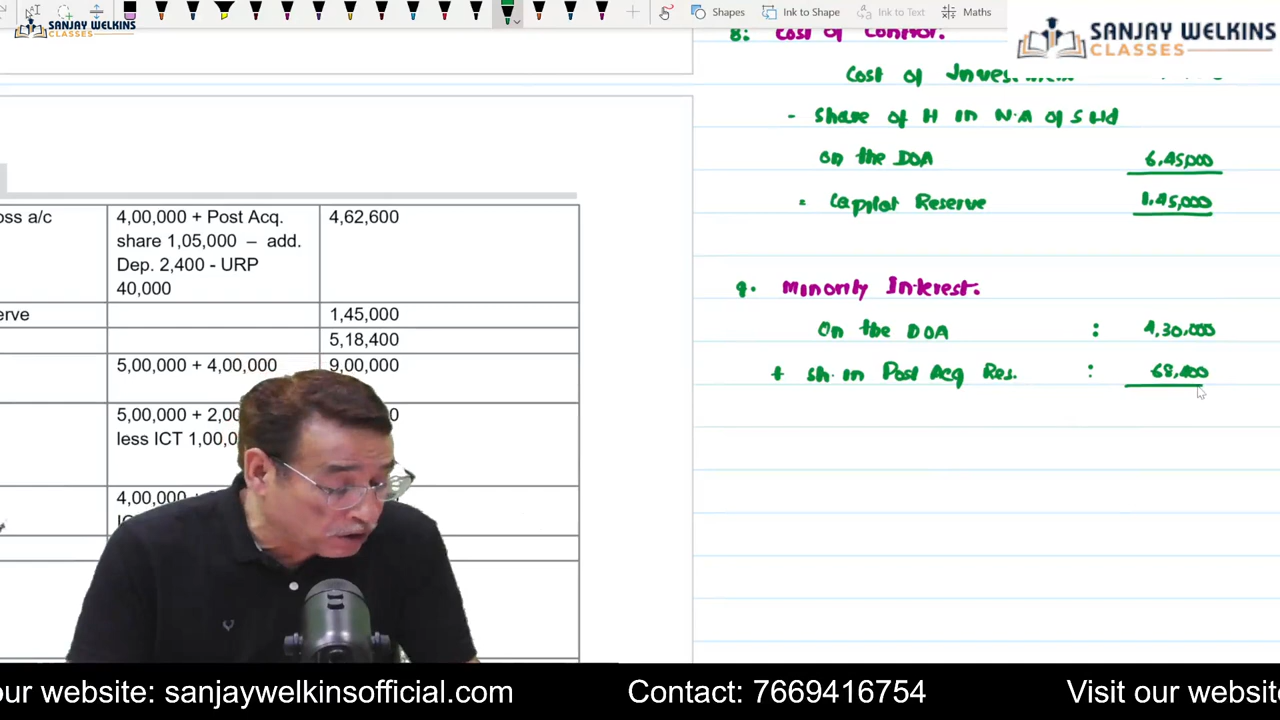 Shapes
Ink to Shape
Ink to Text
Maths
SANJAY WELKINS
CLASSES
SANJAY WELKINS
CLASSES
8. Cost of Control.
Cost of Investment
- Share of H in N.A of S Ltd
on the DOA 6,45,000
= Capital Reserve 1,45,000
9. Minority Interest.
On the DOA : 4,30,000
+ Sh. in Post Acq Res. : 68,400
oss a/c 4,00,000 + Post Acq. 4,62,600
share 1,05,000 – add.
Dep. 2,400 - URP
40,000
erve 1,45,000
5,18,400
5,00,000 + 4,00,000 9,00,000
5,00,000 + 2,0
less ICT 1,00,0
4,00,000
our website: sanjaywelkinsofficial.com Contact: 7669416754 Visit our website